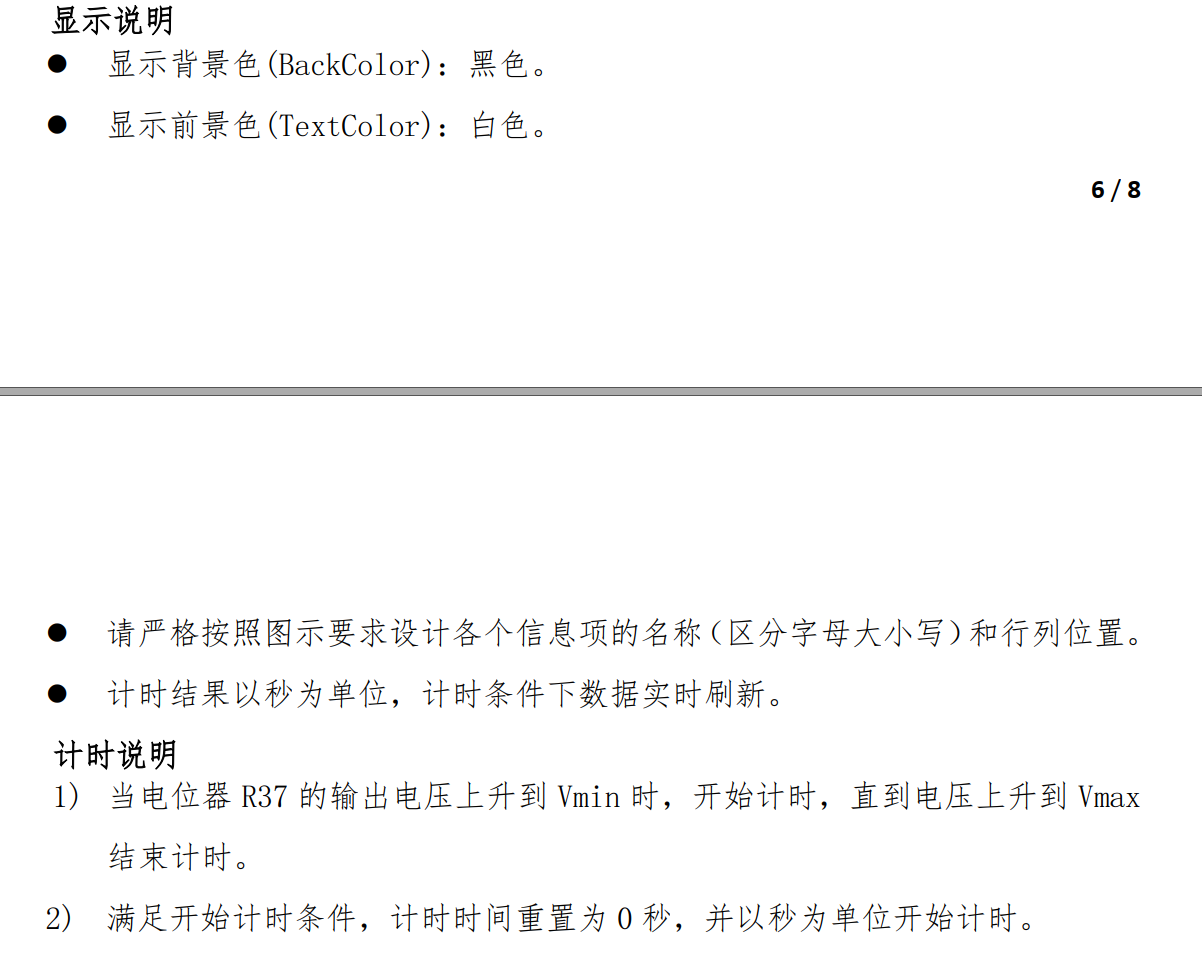 显示说明
● 显示背景色(BackColor)：黑色。
● 显示前景色(TextColor)：白色。
6 / 8
● 请严格按照图示要求设计各个信息项的名称(区分字母大小写)和行列位置。
● 计时结果以秒为单位，计时条件下数据实时刷新。
计时说明
1) 当电位器 R37 的输出电压上升到 Vmin 时，开始计时，直到电压上升到 Vmax
结束计时。
2) 满足开始计时条件，计时时间重置为 0 秒，并以秒为单位开始计时。